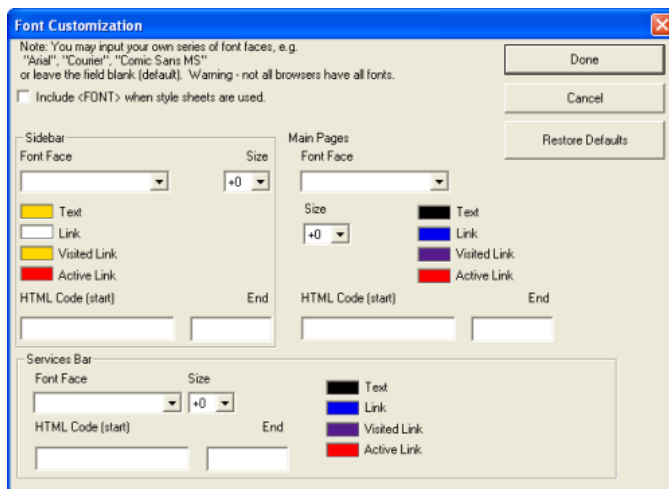 Font Customization
Note: You may input your own series of font faces, e.g.
"Arial", "Courier", "Comic Sans MS"
or leave the field blank (default). Warning - not all browsers have all fonts.
Include <FONT> when style sheets are used.
Done
Cancel
Restore Defaults
Sidebar
Font Face Size
+0
Text
Link
Visited Link
Active Link
HTML Code (start) End
Main Pages
Font Face
Size
+0
Text
Link
Visited Link
Active Link
HTML Code (start) End
Services Bar
Font Face Size
+0
HTML Code (start) End
Text
Link
Visited Link
Active Link